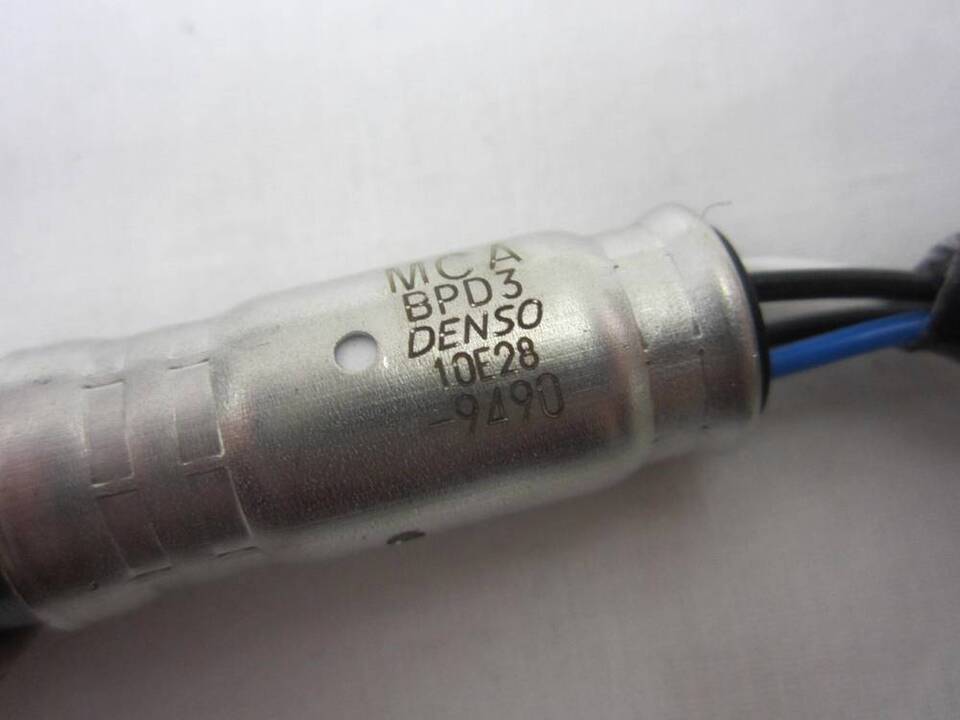 MCA
BPD3
DENSO
10E28
-9490